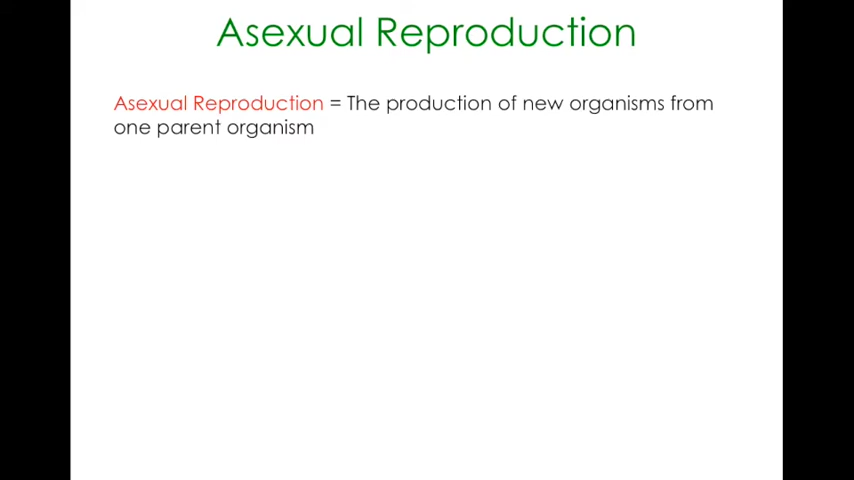 Asexual Reproduction
Asexual Reproduction = The production of new organisms from
one parent organism